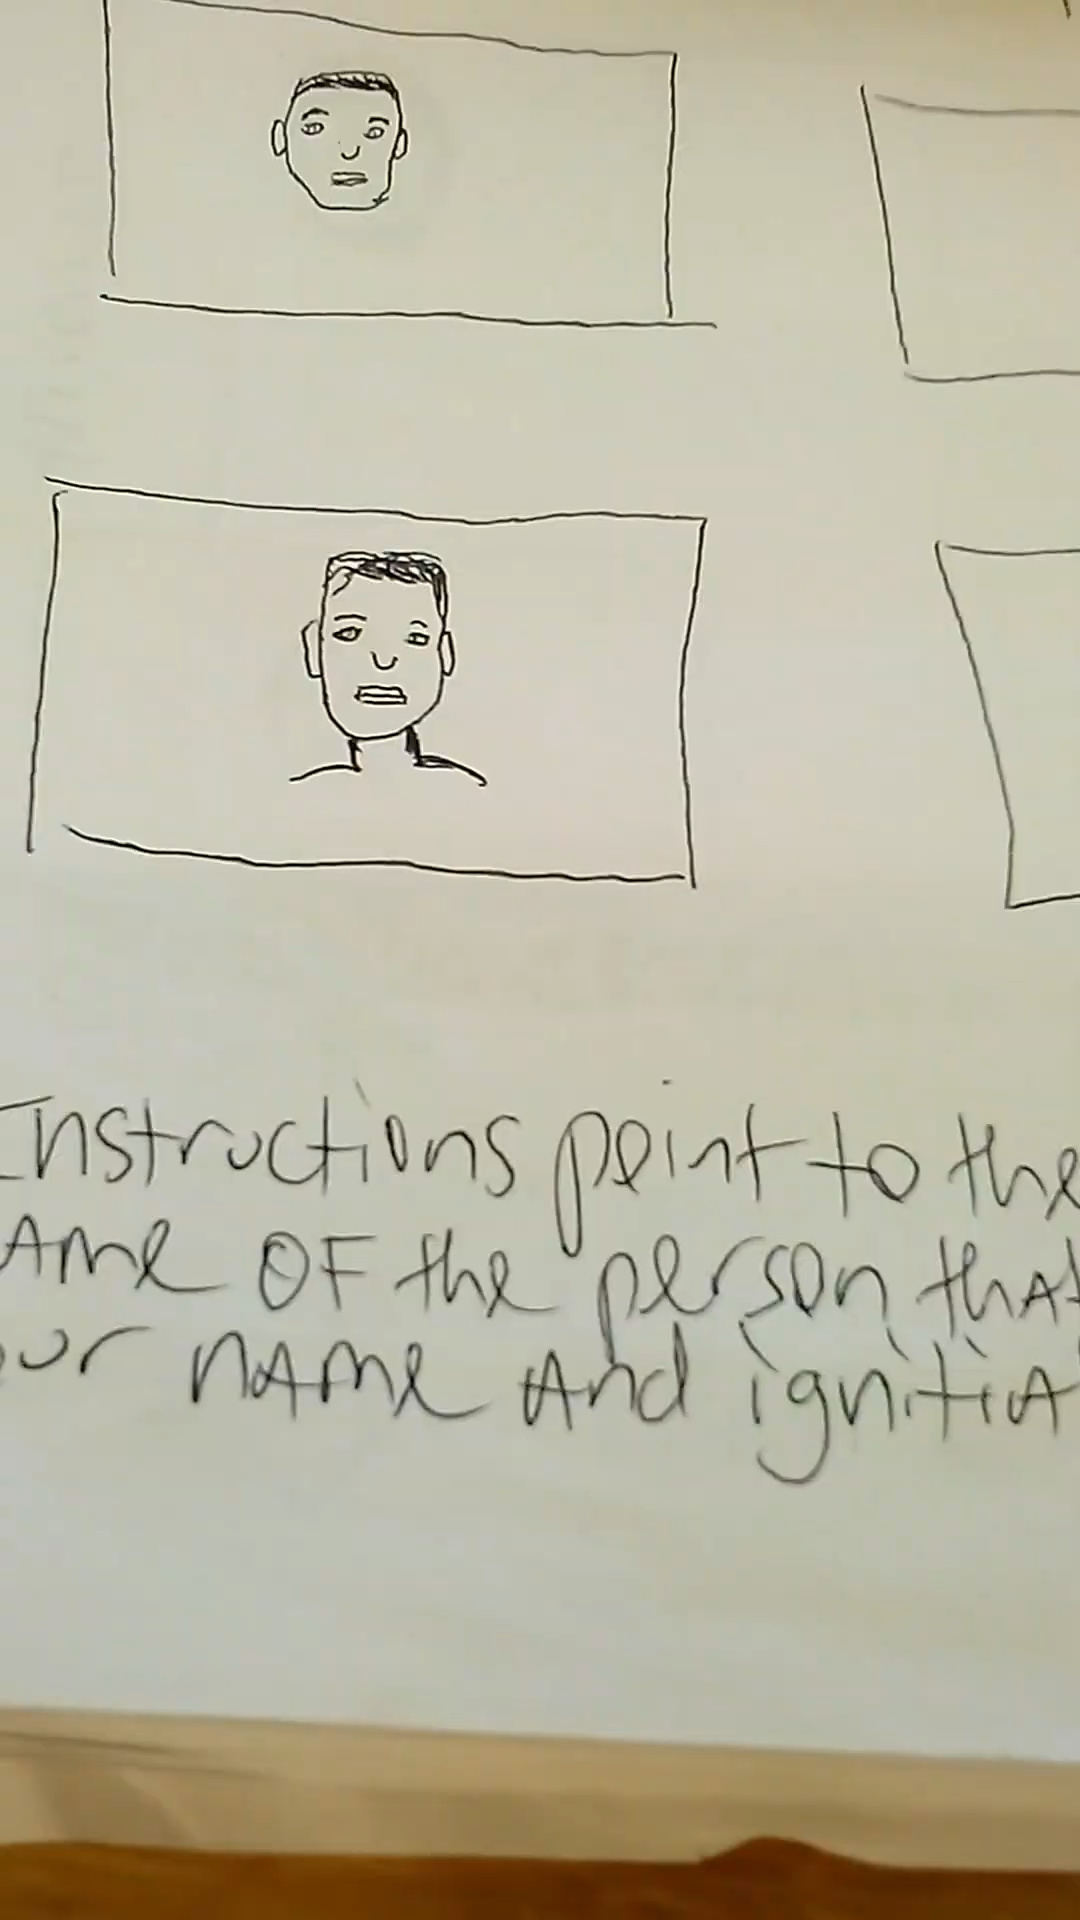 Instructions point to the
ame OF the person that
our name and ignitia